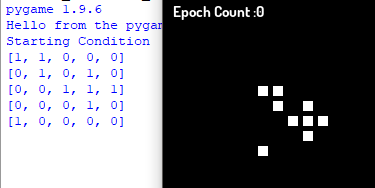 pygame 1.9.6
Hello from the pygam
Starting Condition
[1, 1, 0, 0, 0]
[0, 1, 0, 1, 0]
[0, 0, 1, 1, 1]
[0, 0, 0, 1, 0]
[1, 0, 0, 0, 0]
Epoch Count :0